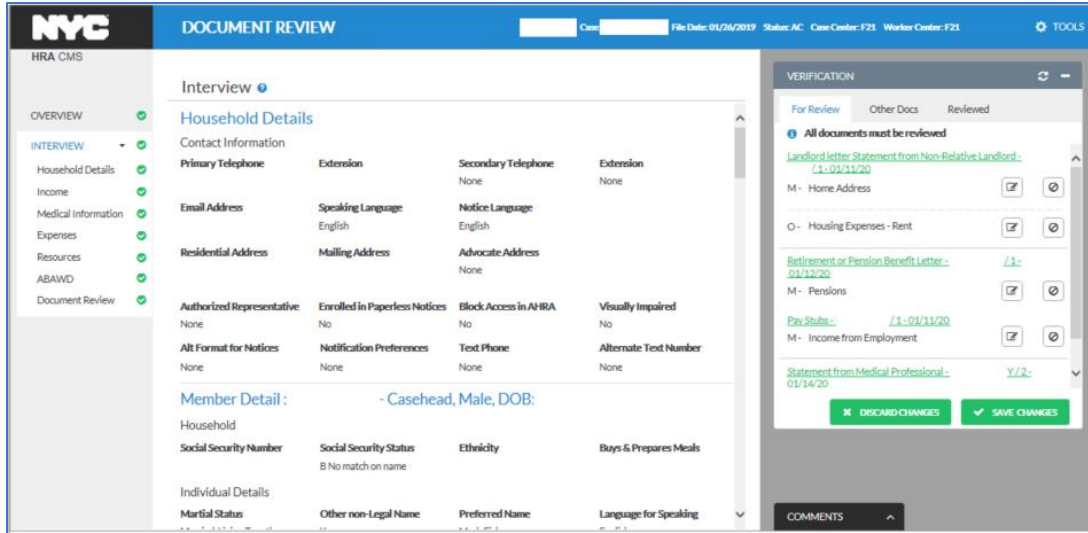 NYC
DOCUMENT REVIEW
Case
File Date: 01/26/2019 Status: AC Case Center: F21 Worker Center: F21
TOOLS
HRA CMS
OVERVIEW
INTERVIEW
Household Details
Income
Medical Information
Expenses
Resources
ABAWD
Document Review
Interview
Household Details
Contact Information
Primary Telephone Extension Secondary Telephone Extension
None None
Email Address Speaking Language Notice Language
English English
Residential Address Mailing Address Advocate Address
None
Authorized Representative Enrolled in Paperless Notices Block Access in AHRA Visually Impaired
None No No No
Alt Format for Notices Notification Preferences Text Phone Alternate Text Number
None None None None
Member Detail : - Casehead, Male, DOB:
Household
Social Security Number Social Security Status Ethnicity Buys & Prepares Meals
B No match on name
Individual Details
Martial Status Other non-Legal Name Preferred Name Language for Speaking
VERIFICATION
For Review Other Docs Reviewed
All documents must be reviewed
Landlord letter Statement from Non-Relative Landlord -
/ 1 - 01/11/20
M - Home Address
O - Housing Expenses - Rent
Retirement or Pension Benefit Letter - / 1 -
01/12/20
M - Pensions
Pay Stubs - / 1 - 01/11/20
M - Income from Employment
Statement from Medical Professional - Y / 2 -
01/14/20
DISCARD CHANGES SAVE CHANGES
COMMENTS